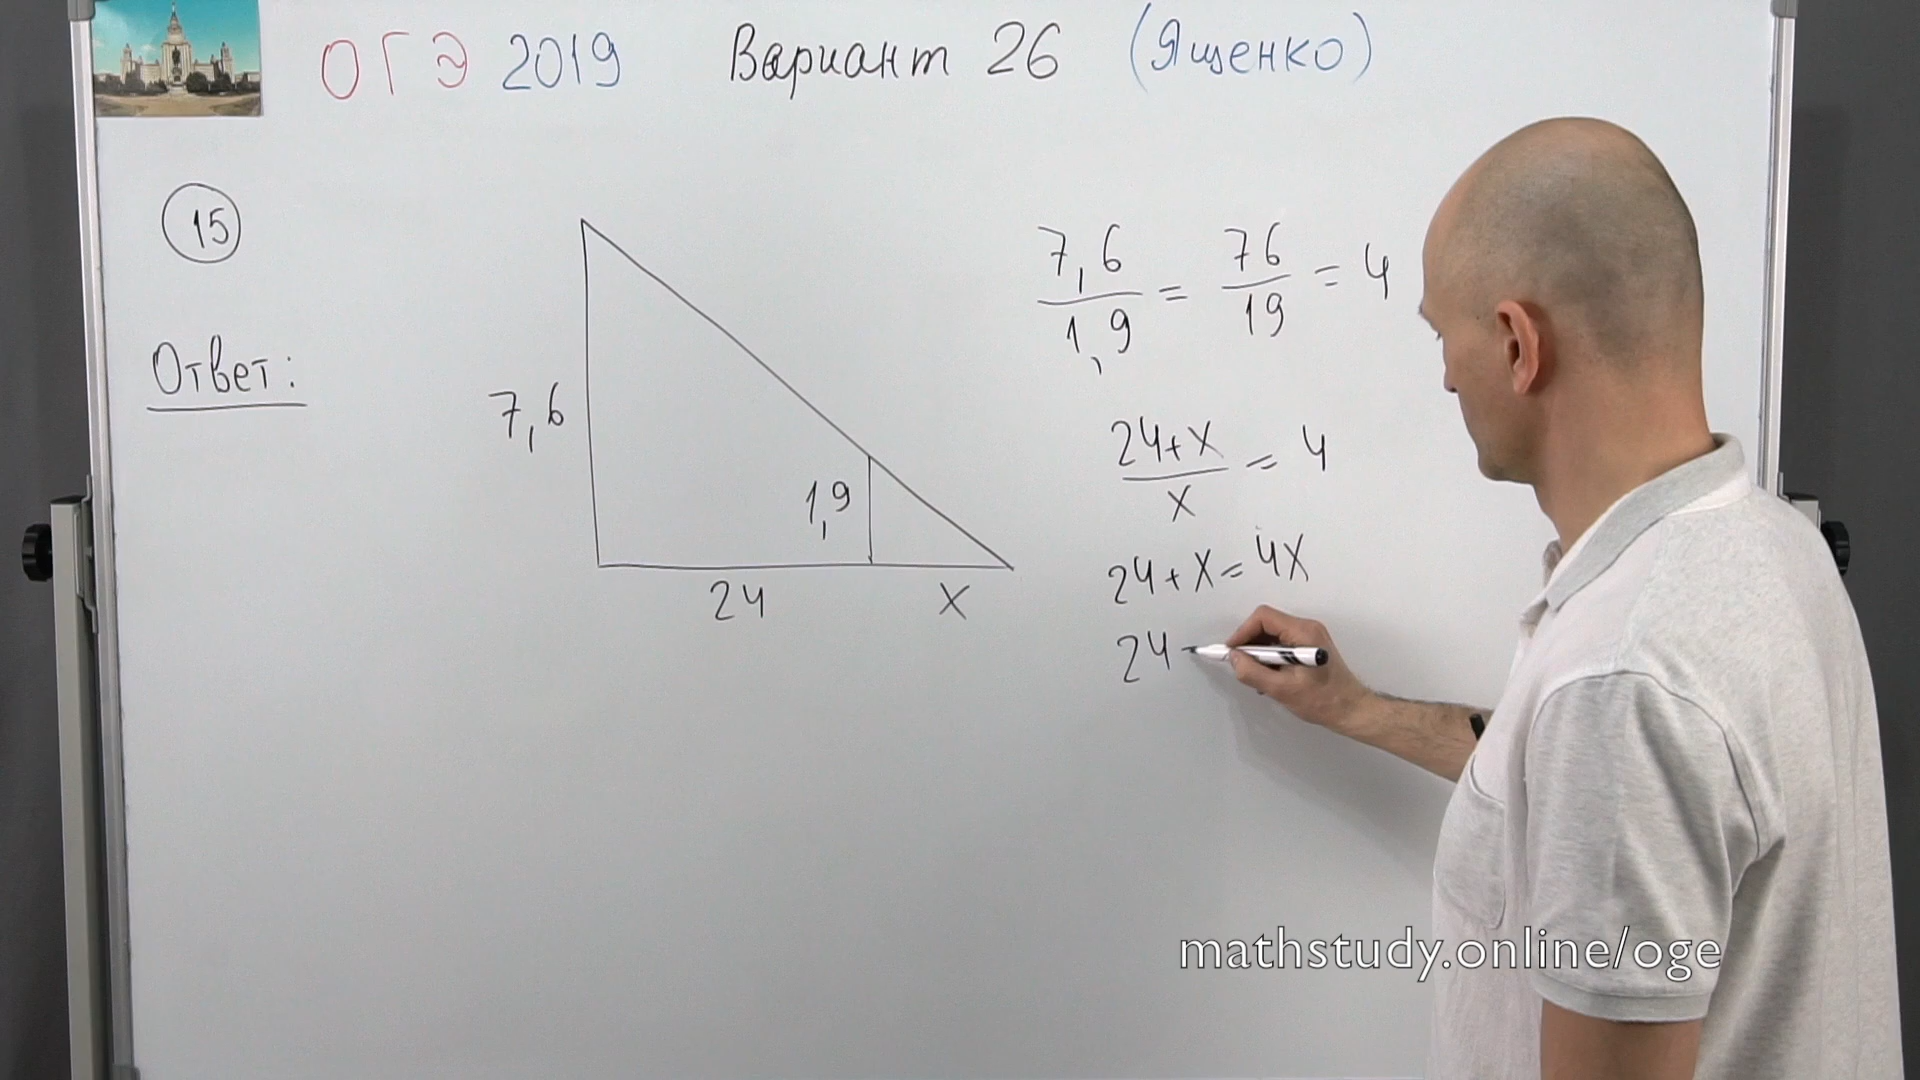 ОГЭ 2019 Вариант 26 (Ященко)
15
Ответ:
7,6
1,9
24 x
7,6/1,9 = 76/19 = 4
24+x/x = 4
24+x=4x
24 -
mathstudy.online/oge